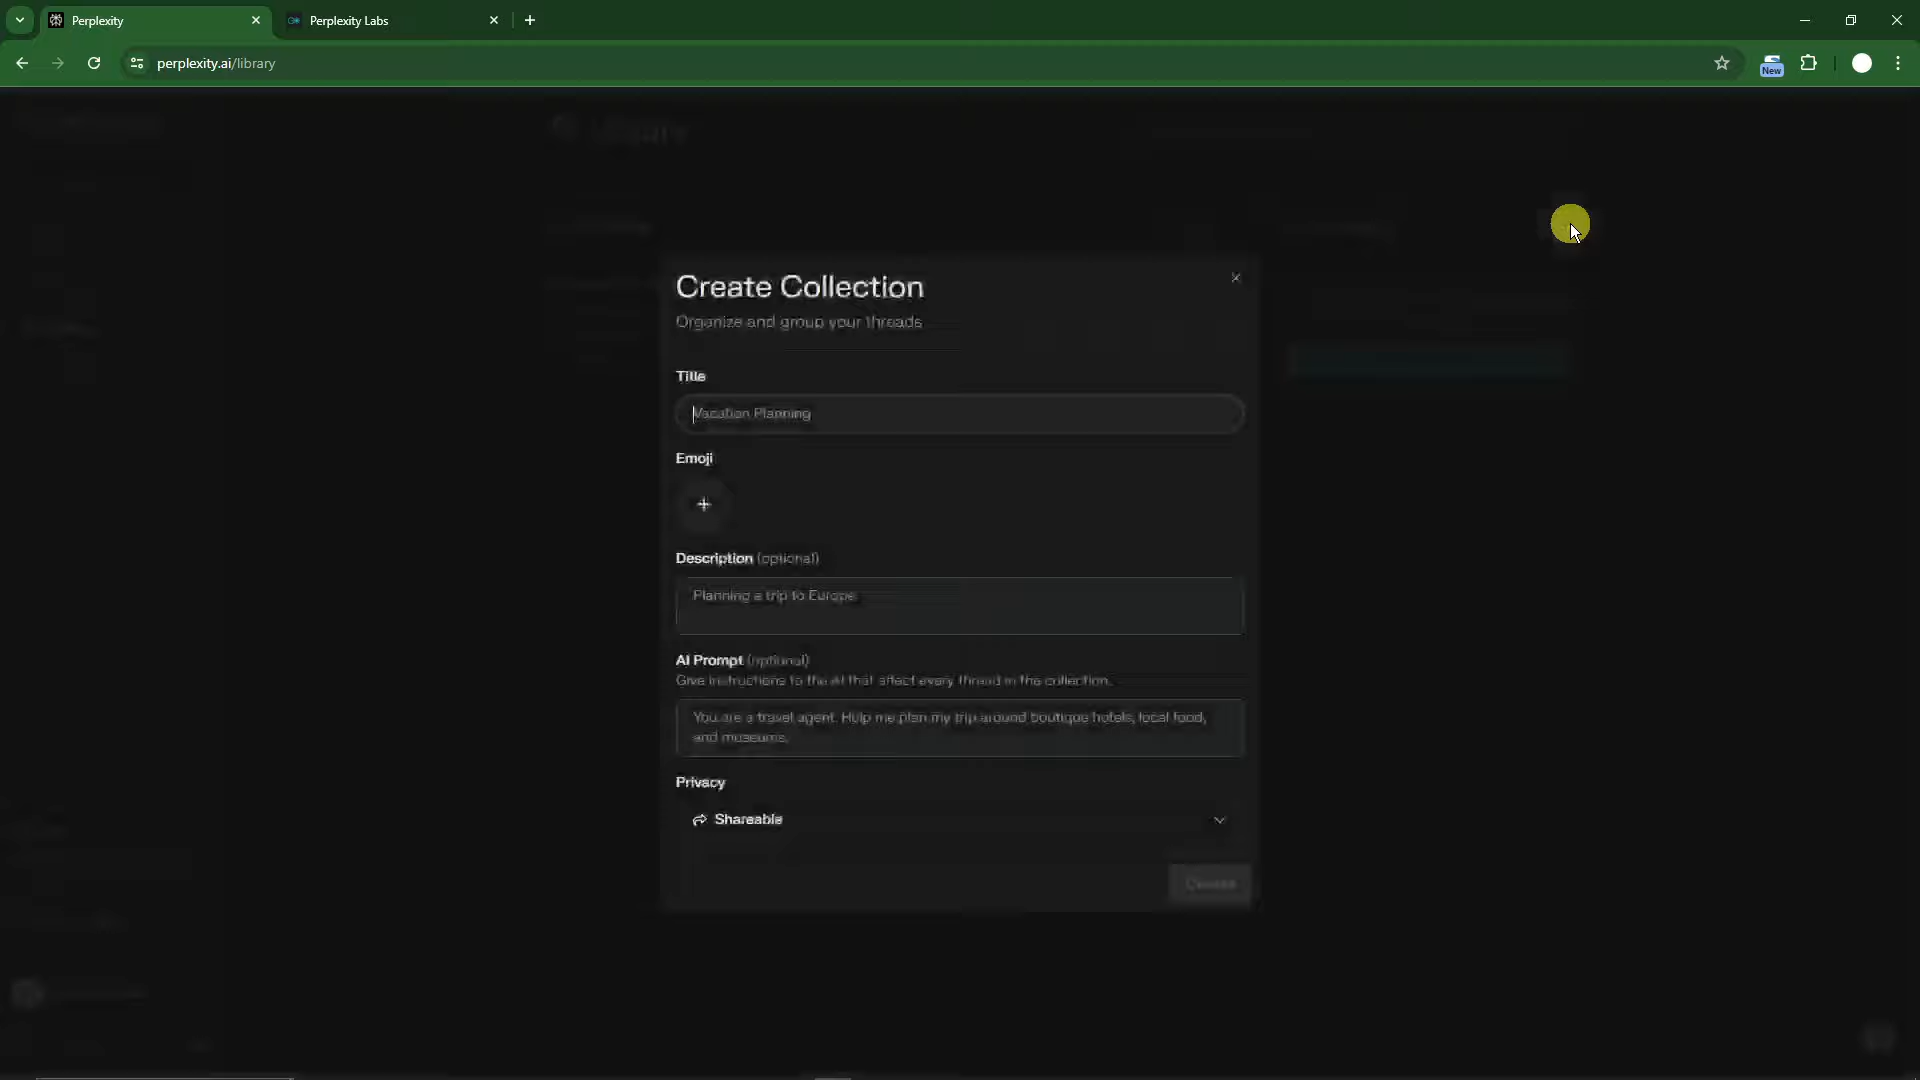 Perplexity
Perplexity Labs
perplexity.ai/library
New
Library
Create Collection
Organize and group your threads
Title
Vacation Planning
Emoji
Description (optional)
Planning a trip to Europe
AI Prompt (optional)
Give instructions to the AI that affect every thread in the collection.
You are a travel agent. Help me plan my trip around boutique hotels, local food,
and museums.
Privacy
Shareable
Create